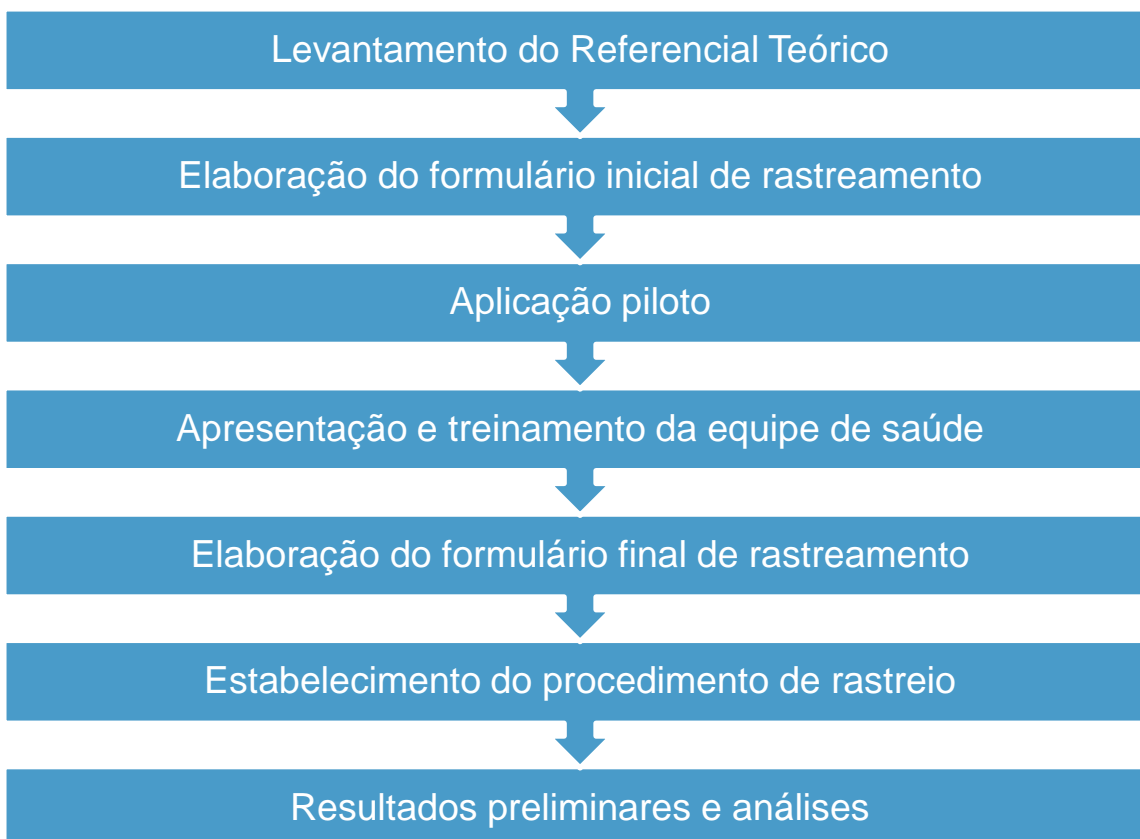 Levantamento do Referencial Teórico
Elaboração do formulário inicial de rastreamento
Aplicação piloto
Apresentação e treinamento da equipe de saúde
Elaboração do formulário final de rastreamento
Estabelecimento do procedimento de rastreio
Resultados preliminares e análises